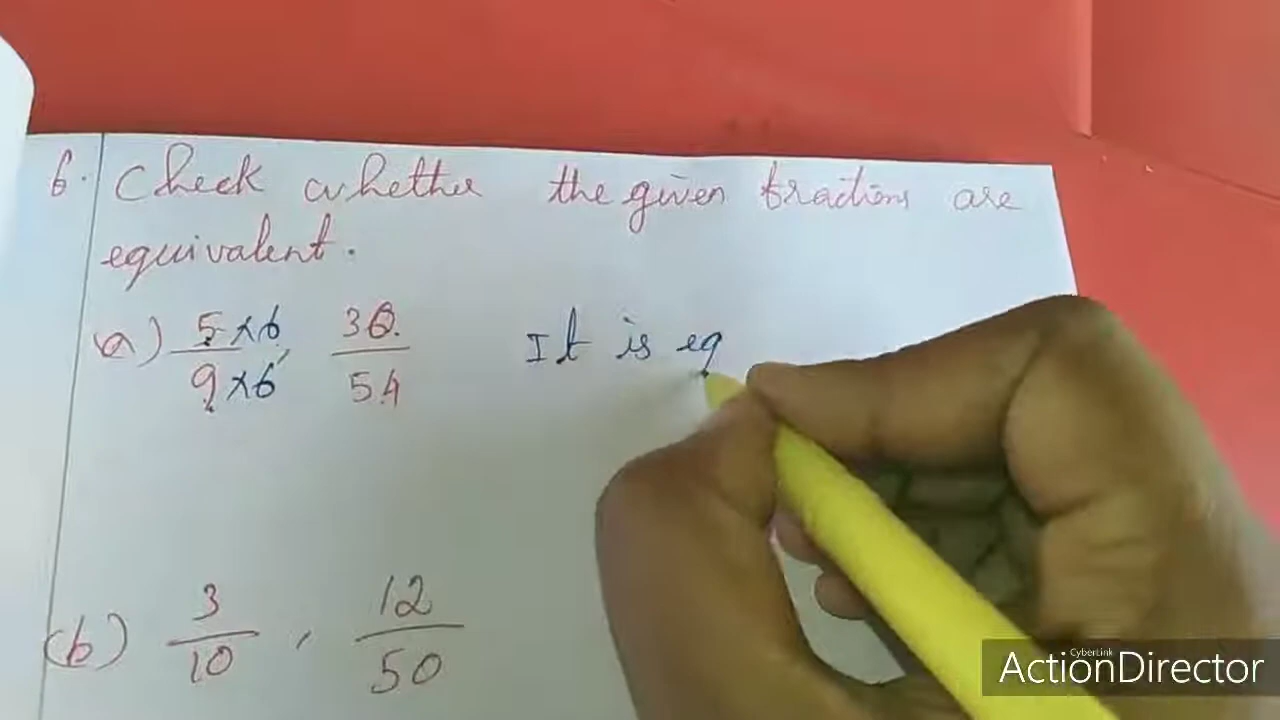 6. Check whether the given fractions are
equivalent.
a) 5×6/9×6, 30/54 It is eq
(b) 3/10, 12/50
CyberLink
ActionDirector